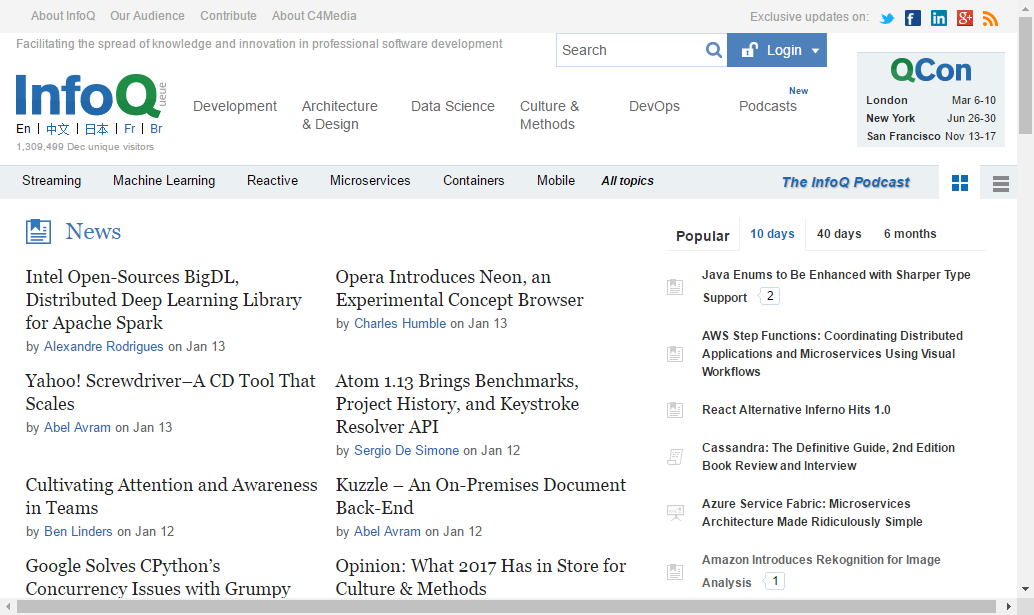 About InfoQ Our Audience Contribute About C4Media
Exclusive updates on:
Facilitating the spread of knowledge and innovation in professional software development
Search
Login
InfoQ
ueue
En | 中文 | 日本 | Fr | Br
1,309,499 Dec unique visitors
Development
Architecture
& Design
Data Science
Culture &
Methods
DevOps
New
Podcasts
QCon
London Mar 6-10
New York Jun 26-30
San Francisco Nov 13-17
Streaming Machine Learning Reactive Microservices Containers Mobile All topics
The InfoQ Podcast
News
Intel Open-Sources BigDL,
Distributed Deep Learning Library
for Apache Spark
by Alexandre Rodrigues on Jan 13
Opera Introduces Neon, an
Experimental Concept Browser
by Charles Humble on Jan 13
Yahoo! Screwdriver–A CD Tool That
Scales
by Abel Avram on Jan 13
Atom 1.13 Brings Benchmarks,
Project History, and Keystroke
Resolver API
by Sergio De Simone on Jan 12
Cultivating Attention and Awareness
in Teams
by Ben Linders on Jan 12
Kuzzle – An On-Premises Document
Back-End
by Abel Avram on Jan 12
Google Solves CPython's
Concurrency Issues with Grumpy
Opinion: What 2017 Has in Store for
Culture & Methods
Popular 10 days 40 days 6 months
Java Enums to Be Enhanced with Sharper Type
Support 2
AWS Step Functions: Coordinating Distributed
Applications and Microservices Using Visual
Workflows
React Alternative Inferno Hits 1.0
Cassandra: The Definitive Guide, 2nd Edition
Book Review and Interview
Azure Service Fabric: Microservices
Architecture Made Ridiculously Simple
Amazon Introduces Rekognition for Image
Analysis 1